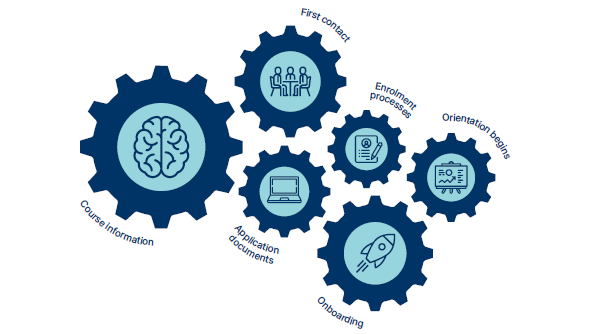 First contact
Enrolment
processes
Orientation begins
Course information
Application
documents
Onboarding